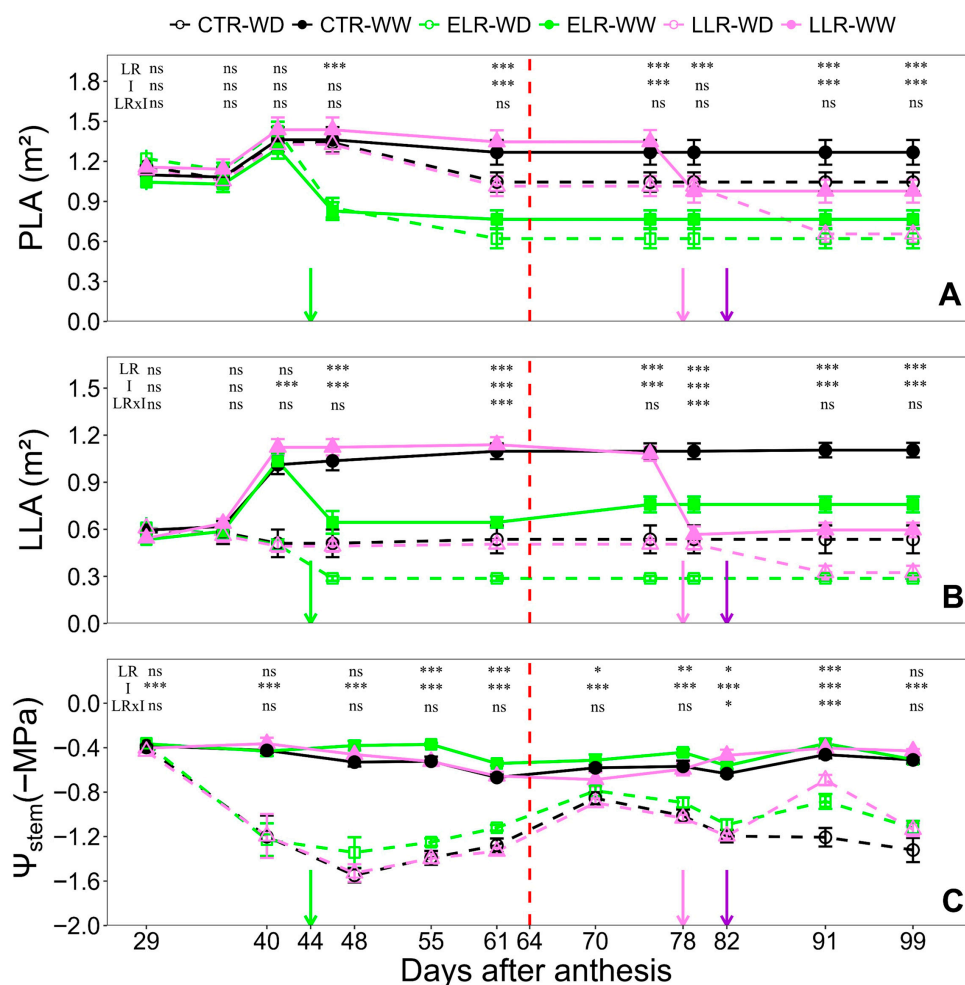 CTR-WD CTR-WW ELR-WD ELR-WW LLR-WD LLR-WW
LR ns ns ns *** *** *** *** *** ***
I ns ns ns ns *** *** ns *** ***
LRxI ns ns ns ns ns ns ns ns ns
1.8
1.5
1.2
0.9
0.6
0.3
0.0
PLA (m²)
A
LR ns ns ns *** *** *** *** *** ***
I ns ns *** *** *** *** *** *** ***
LRxI ns ns ns ns *** ns *** ns ns
1.5
1.2
0.9
0.6
0.3
0.0
LLA (m²)
B
LR ns ns ns *** *** * ** * *** ns
I *** *** *** *** *** *** *** *** *** ***
LRxI ns ns ns ns ns ns ns * *** ns
0.0
−0.4
−0.8
−1.2
−1.6
−2.0
Ψstem(−MPa)
C
29 40 44 48 55 61 64 70 78 82 91 99
Days after anthesis